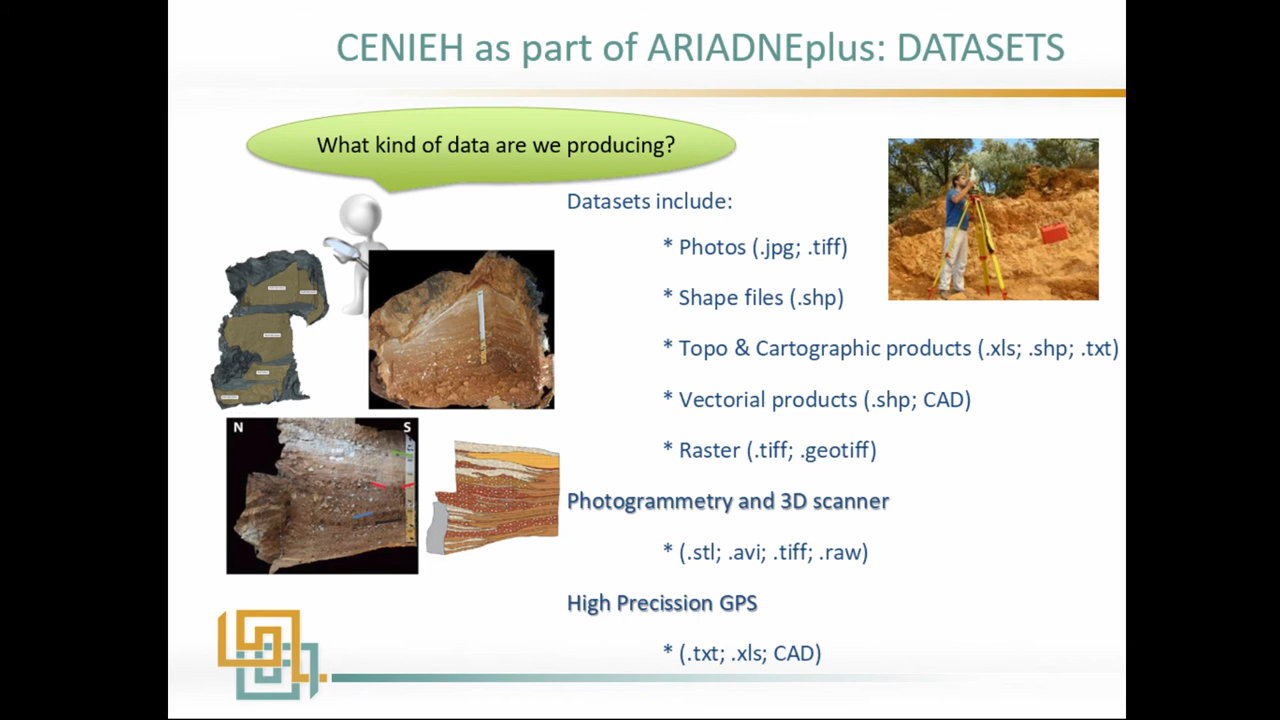 CENIEH as part of ARIADNEplus: DATASETS
What kind of data are we producing?
Datasets include:
* Photos (.jpg; .tiff)
* Shape files (.shp)
* Topo & Cartographic products (.xls; .shp; .txt)
* Vectorial products (.shp; CAD)
* Raster (.tiff; .geotiff)
N S
Photogrammetry and 3D scanner
* (.stl; .avi; .tiff; .raw)
High Precission GPS
* (.txt; .xls; CAD)